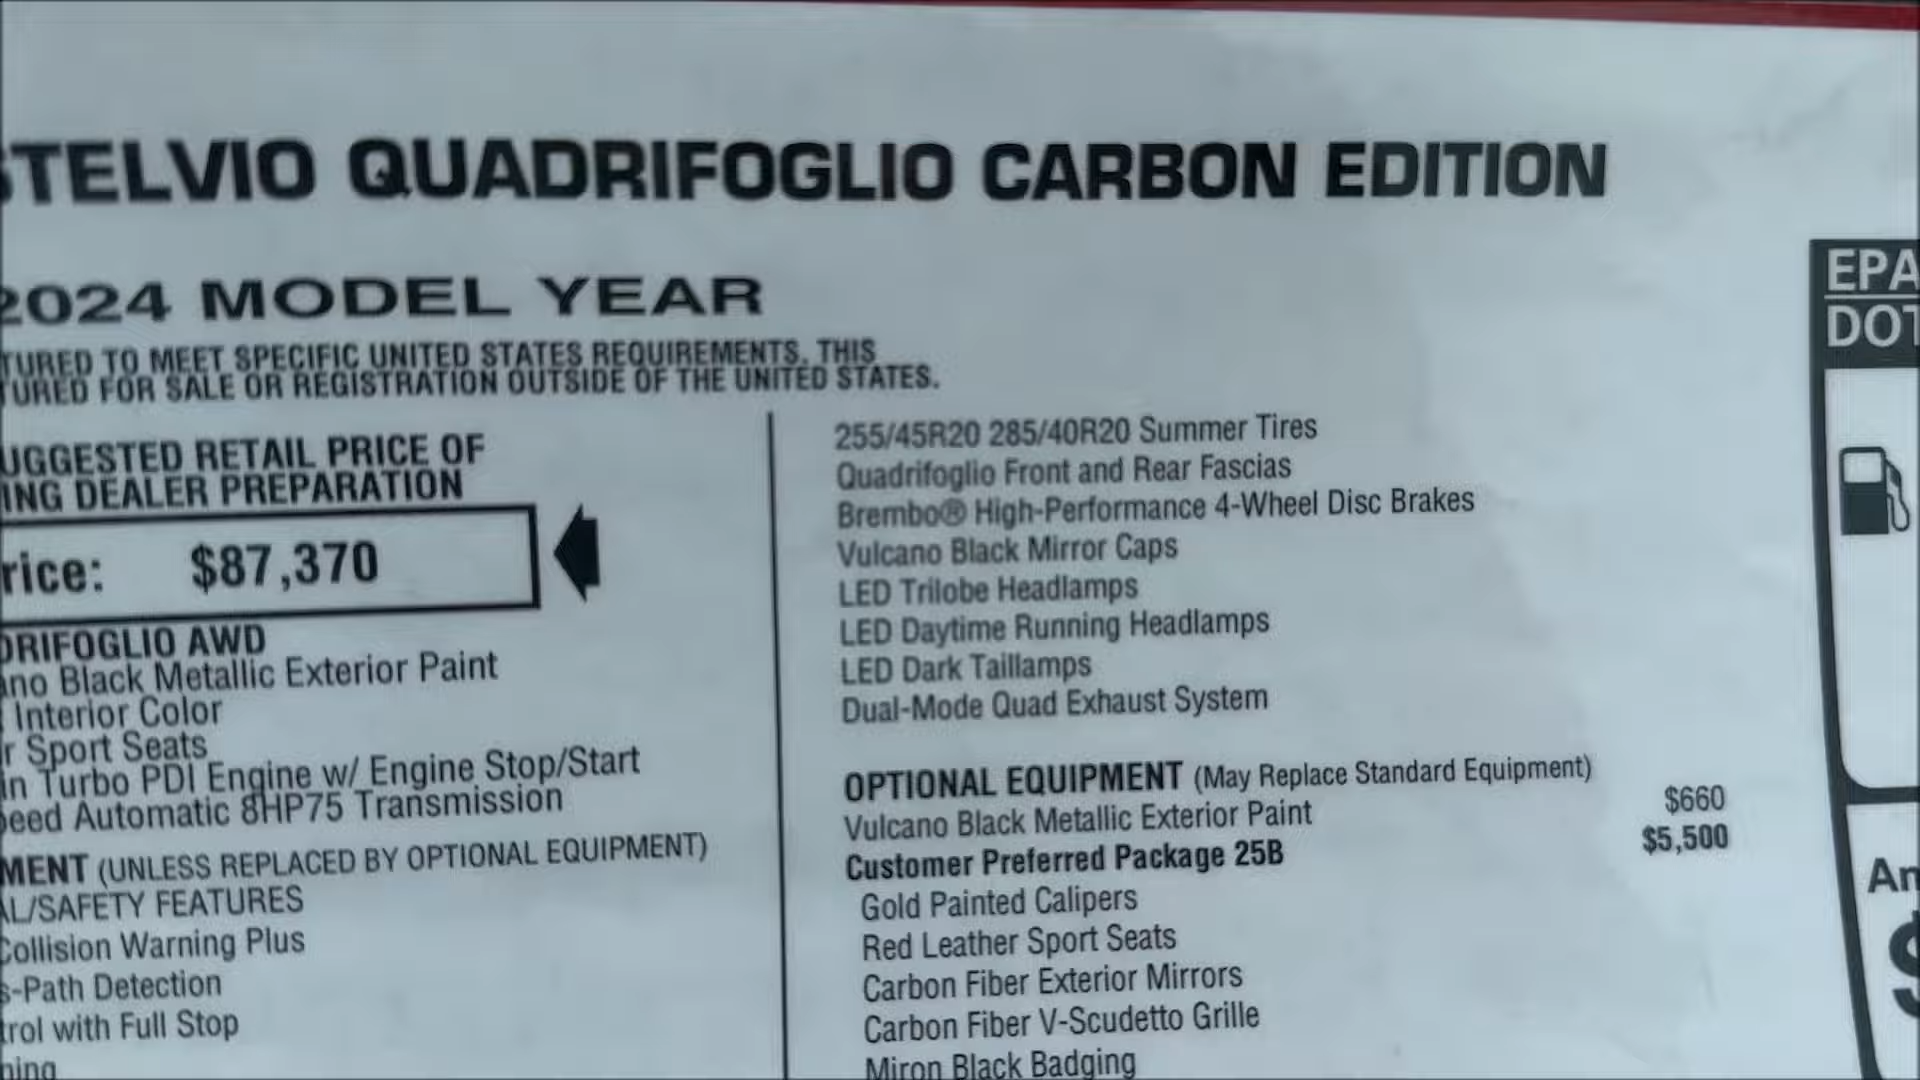 STELVIO QUADRIFOGLIO CARBON EDITION
2024 MODEL YEAR
TURED TO MEET SPECIFIC UNITED STATES REQUIREMENTS. THIS
TURED FOR SALE OR REGISTRATION OUTSIDE OF THE UNITED STATES.
UGGESTED RETAIL PRICE OF
ING DEALER PREPARATION
rice: $87,370
DRIFOGLIO AWD
ano Black Metallic Exterior Paint
Interior Color
r Sport Seats
in Turbo PDI Engine w/ Engine Stop/Start
peed Automatic 8HP75 Transmission
MENT (UNLESS REPLACED BY OPTIONAL EQUIPMENT)
AL/SAFETY FEATURES
Collision Warning Plus
s-Path Detection
trol with Full Stop
ning
255/45R20 285/40R20 Summer Tires
Quadrifoglio Front and Rear Fascias
Brembo® High-Performance 4-Wheel Disc Brakes
Vulcano Black Mirror Caps
LED Trilobe Headlamps
LED Daytime Running Headlamps
LED Dark Taillamps
Dual-Mode Quad Exhaust System
OPTIONAL EQUIPMENT (May Replace Standard Equipment)
Vulcano Black Metallic Exterior Paint $660
Customer Preferred Package 25B $5,500
Gold Painted Calipers
Red Leather Sport Seats
Carbon Fiber Exterior Mirrors
Carbon Fiber V-Scudetto Grille
Miron Black Badging
EPA
DOT
An
$